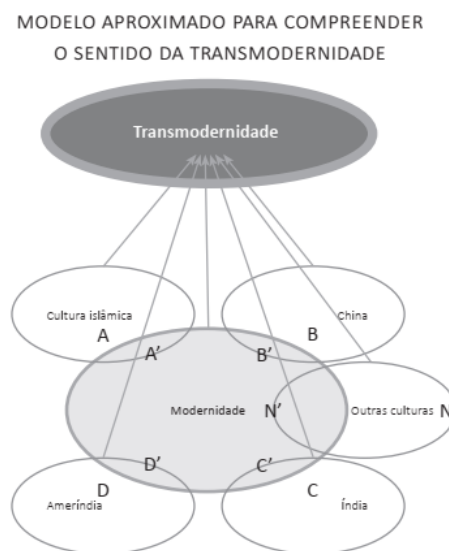 MODELO APROXIMADO PARA COMPREENDER
O SENTIDO DA TRANSMODERNIDADE
Transmodernidade
Cultura islâmica
China
A
B
A’
B’
Modernidade
N’
Outras culturas
N
D’
C’
D
C
Ameríndia
Índia